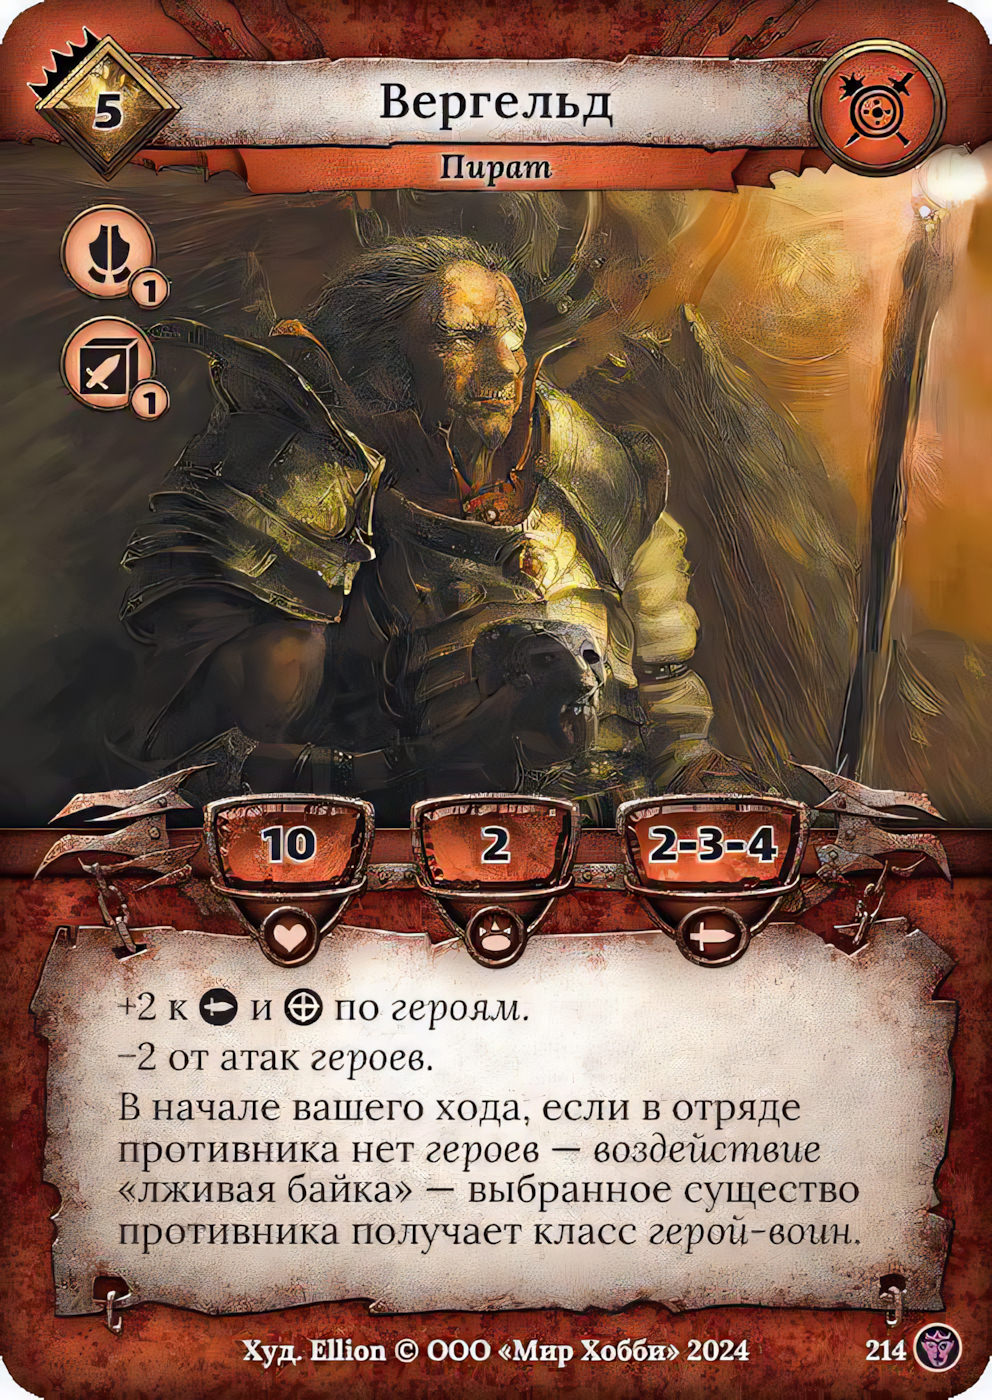 5
Вергельд
Пират
1
1
10
2
2-3-4
+2 к и по героям.
–2 от атак героев.
В начале вашего хода, если в отряде
противника нет героев — воздействие
«лживая байка» — выбранное существо
противника получает класс герой-воин.
Худ. Ellion © ООО «Мир Хобби» 2024
214